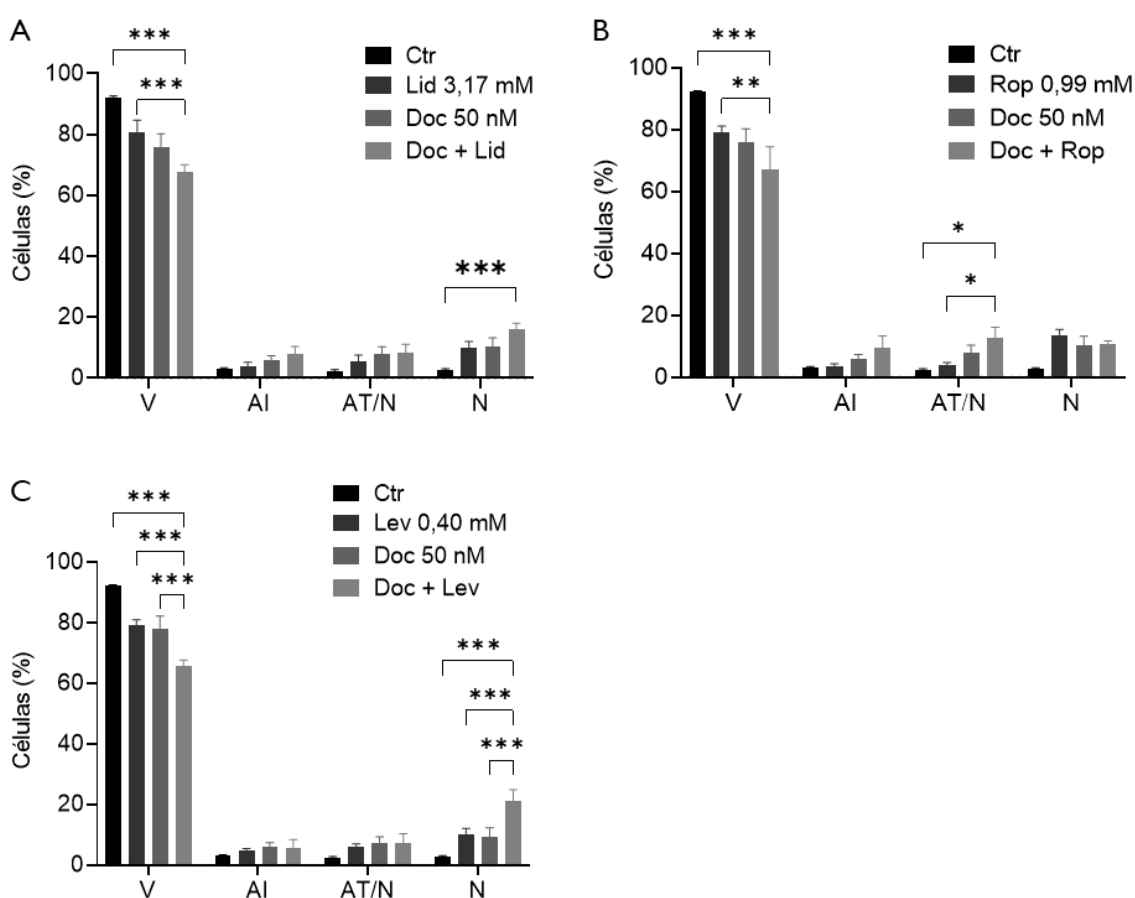 A
***
***
Ctr
Lid 3,17 mM
Doc 50 nM
Doc + Lid
100
80
60
40
20
0
Células (%)
***
V AI AT/N N
B
***
**
Ctr
Rop 0,99 mM
Doc 50 nM
Doc + Rop
100
80
60
40
20
0
Células (%)
*
*
V AI AT/N N
C
***
***
***
Ctr
Lev 0,40 mM
Doc 50 nM
Doc + Lev
100
80
60
40
20
0
Células (%)
***
***
***
V AI AT/N N